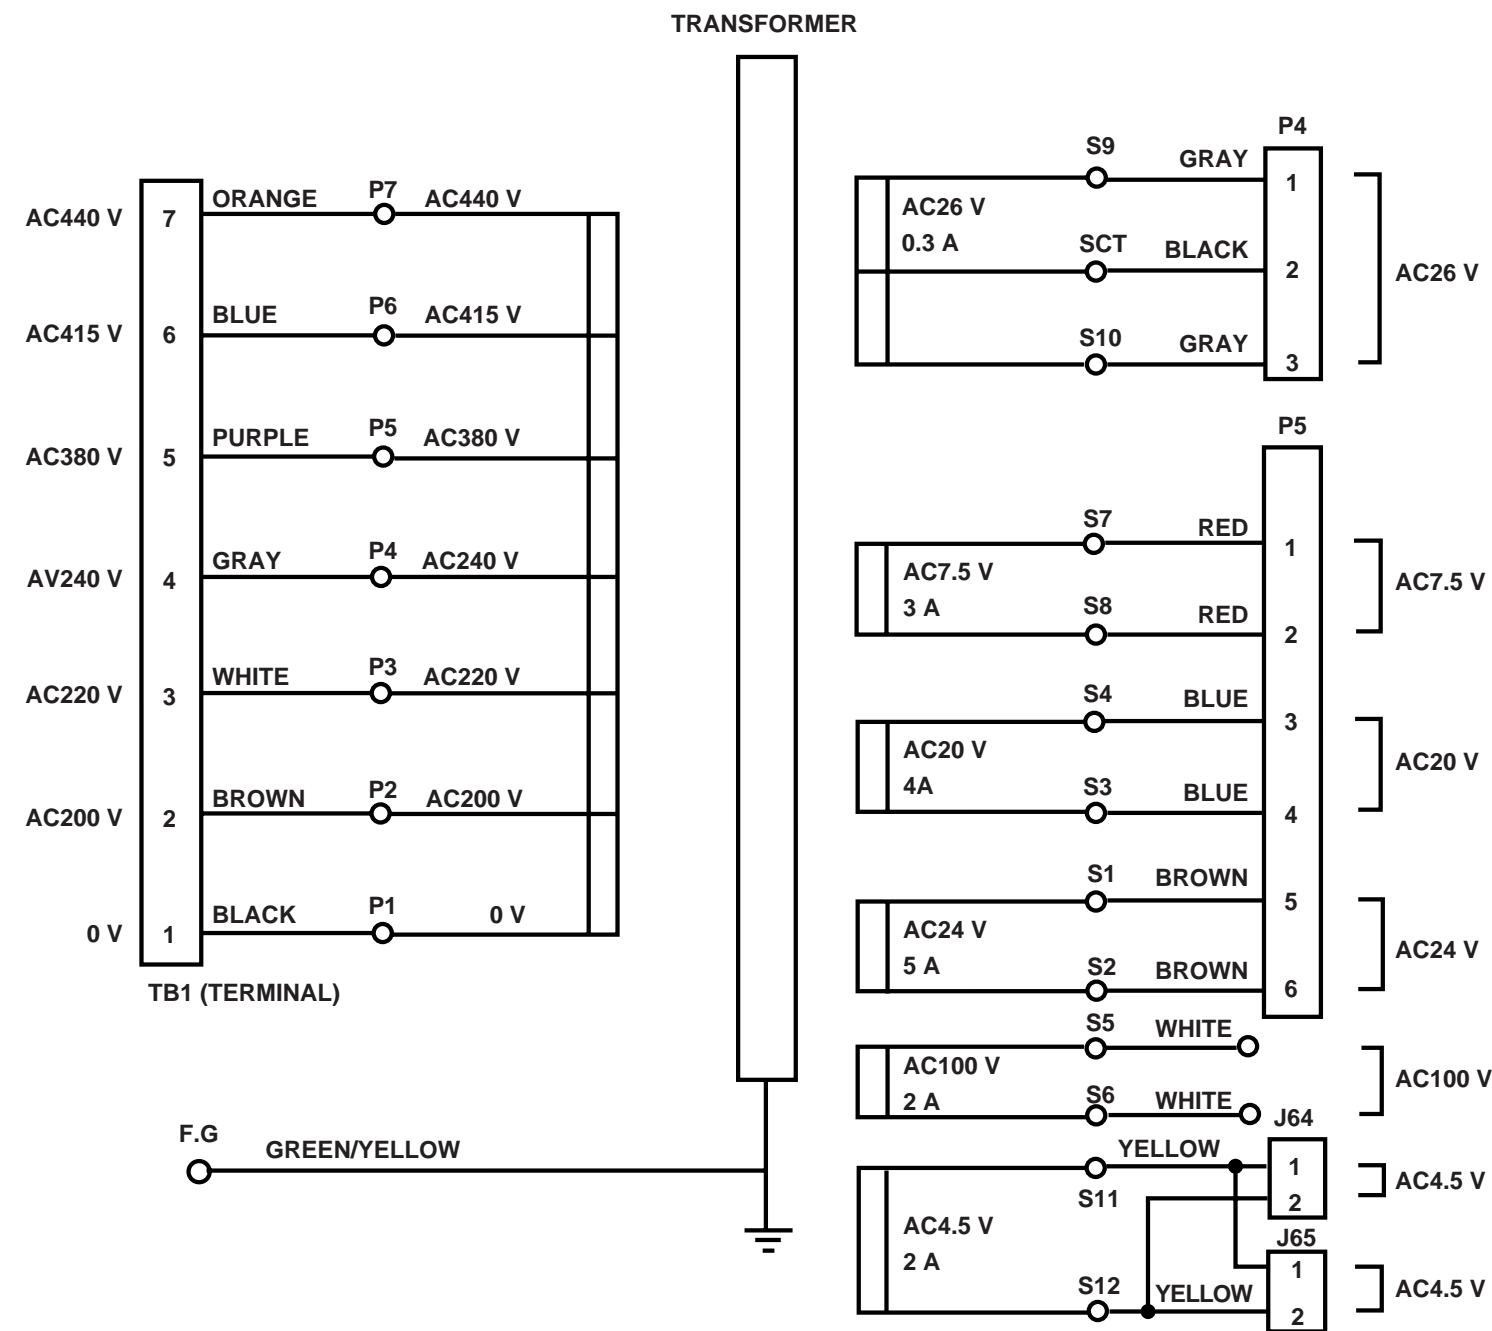 TRANSFORMER
AC440 V
7
ORANGE
P7
AC440 V
AC415 V
6
BLUE
P6
AC415 V
AC380 V
5
PURPLE
P5
AC380 V
AV240 V
4
GRAY
P4
AC240 V
AC220 V
3
WHITE
P3
AC220 V
AC200 V
2
BROWN
P2
AC200 V
0 V
1
BLACK
P1
0 V
TB1 (TERMINAL)
F.G
GREEN/YELLOW
P4
AC26 V
0.3 A
S9
GRAY
1
SCT
BLACK
2
S10
GRAY
3
AC26 V
P5
AC7.5 V
3 A
S7
RED
1
S8
RED
2
AC7.5 V
AC20 V
4A
S4
BLUE
3
S3
BLUE
4
AC20 V
AC24 V
5 A
S1
BROWN
5
S2
BROWN
6
AC24 V
AC100 V
2 A
S5
WHITE
S6
WHITE
AC100 V
AC4.5 V
2 A
S11
YELLOW
S12
YELLOW
J64
1
2
AC4.5 V
J65
1
2
AC4.5 V